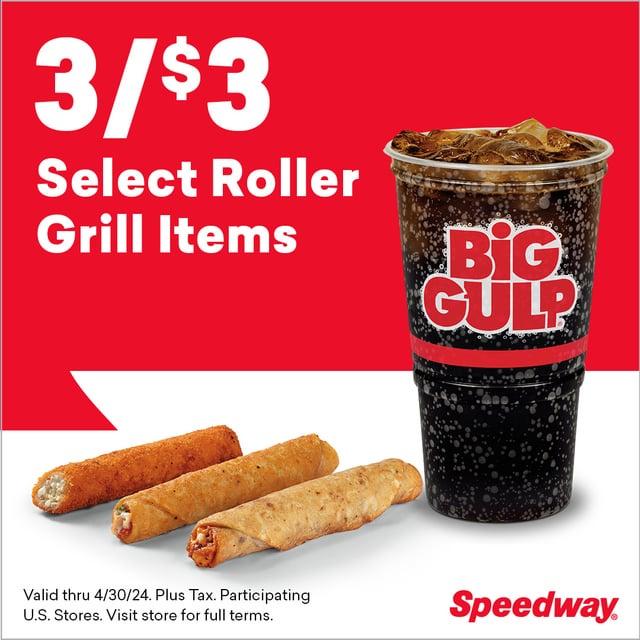 3/$3
Select Roller
Grill Items
BiG
GULP
Valid thru 4/30/24. Plus Tax. Participating
U.S. Stores. Visit store for full terms.
Speedway